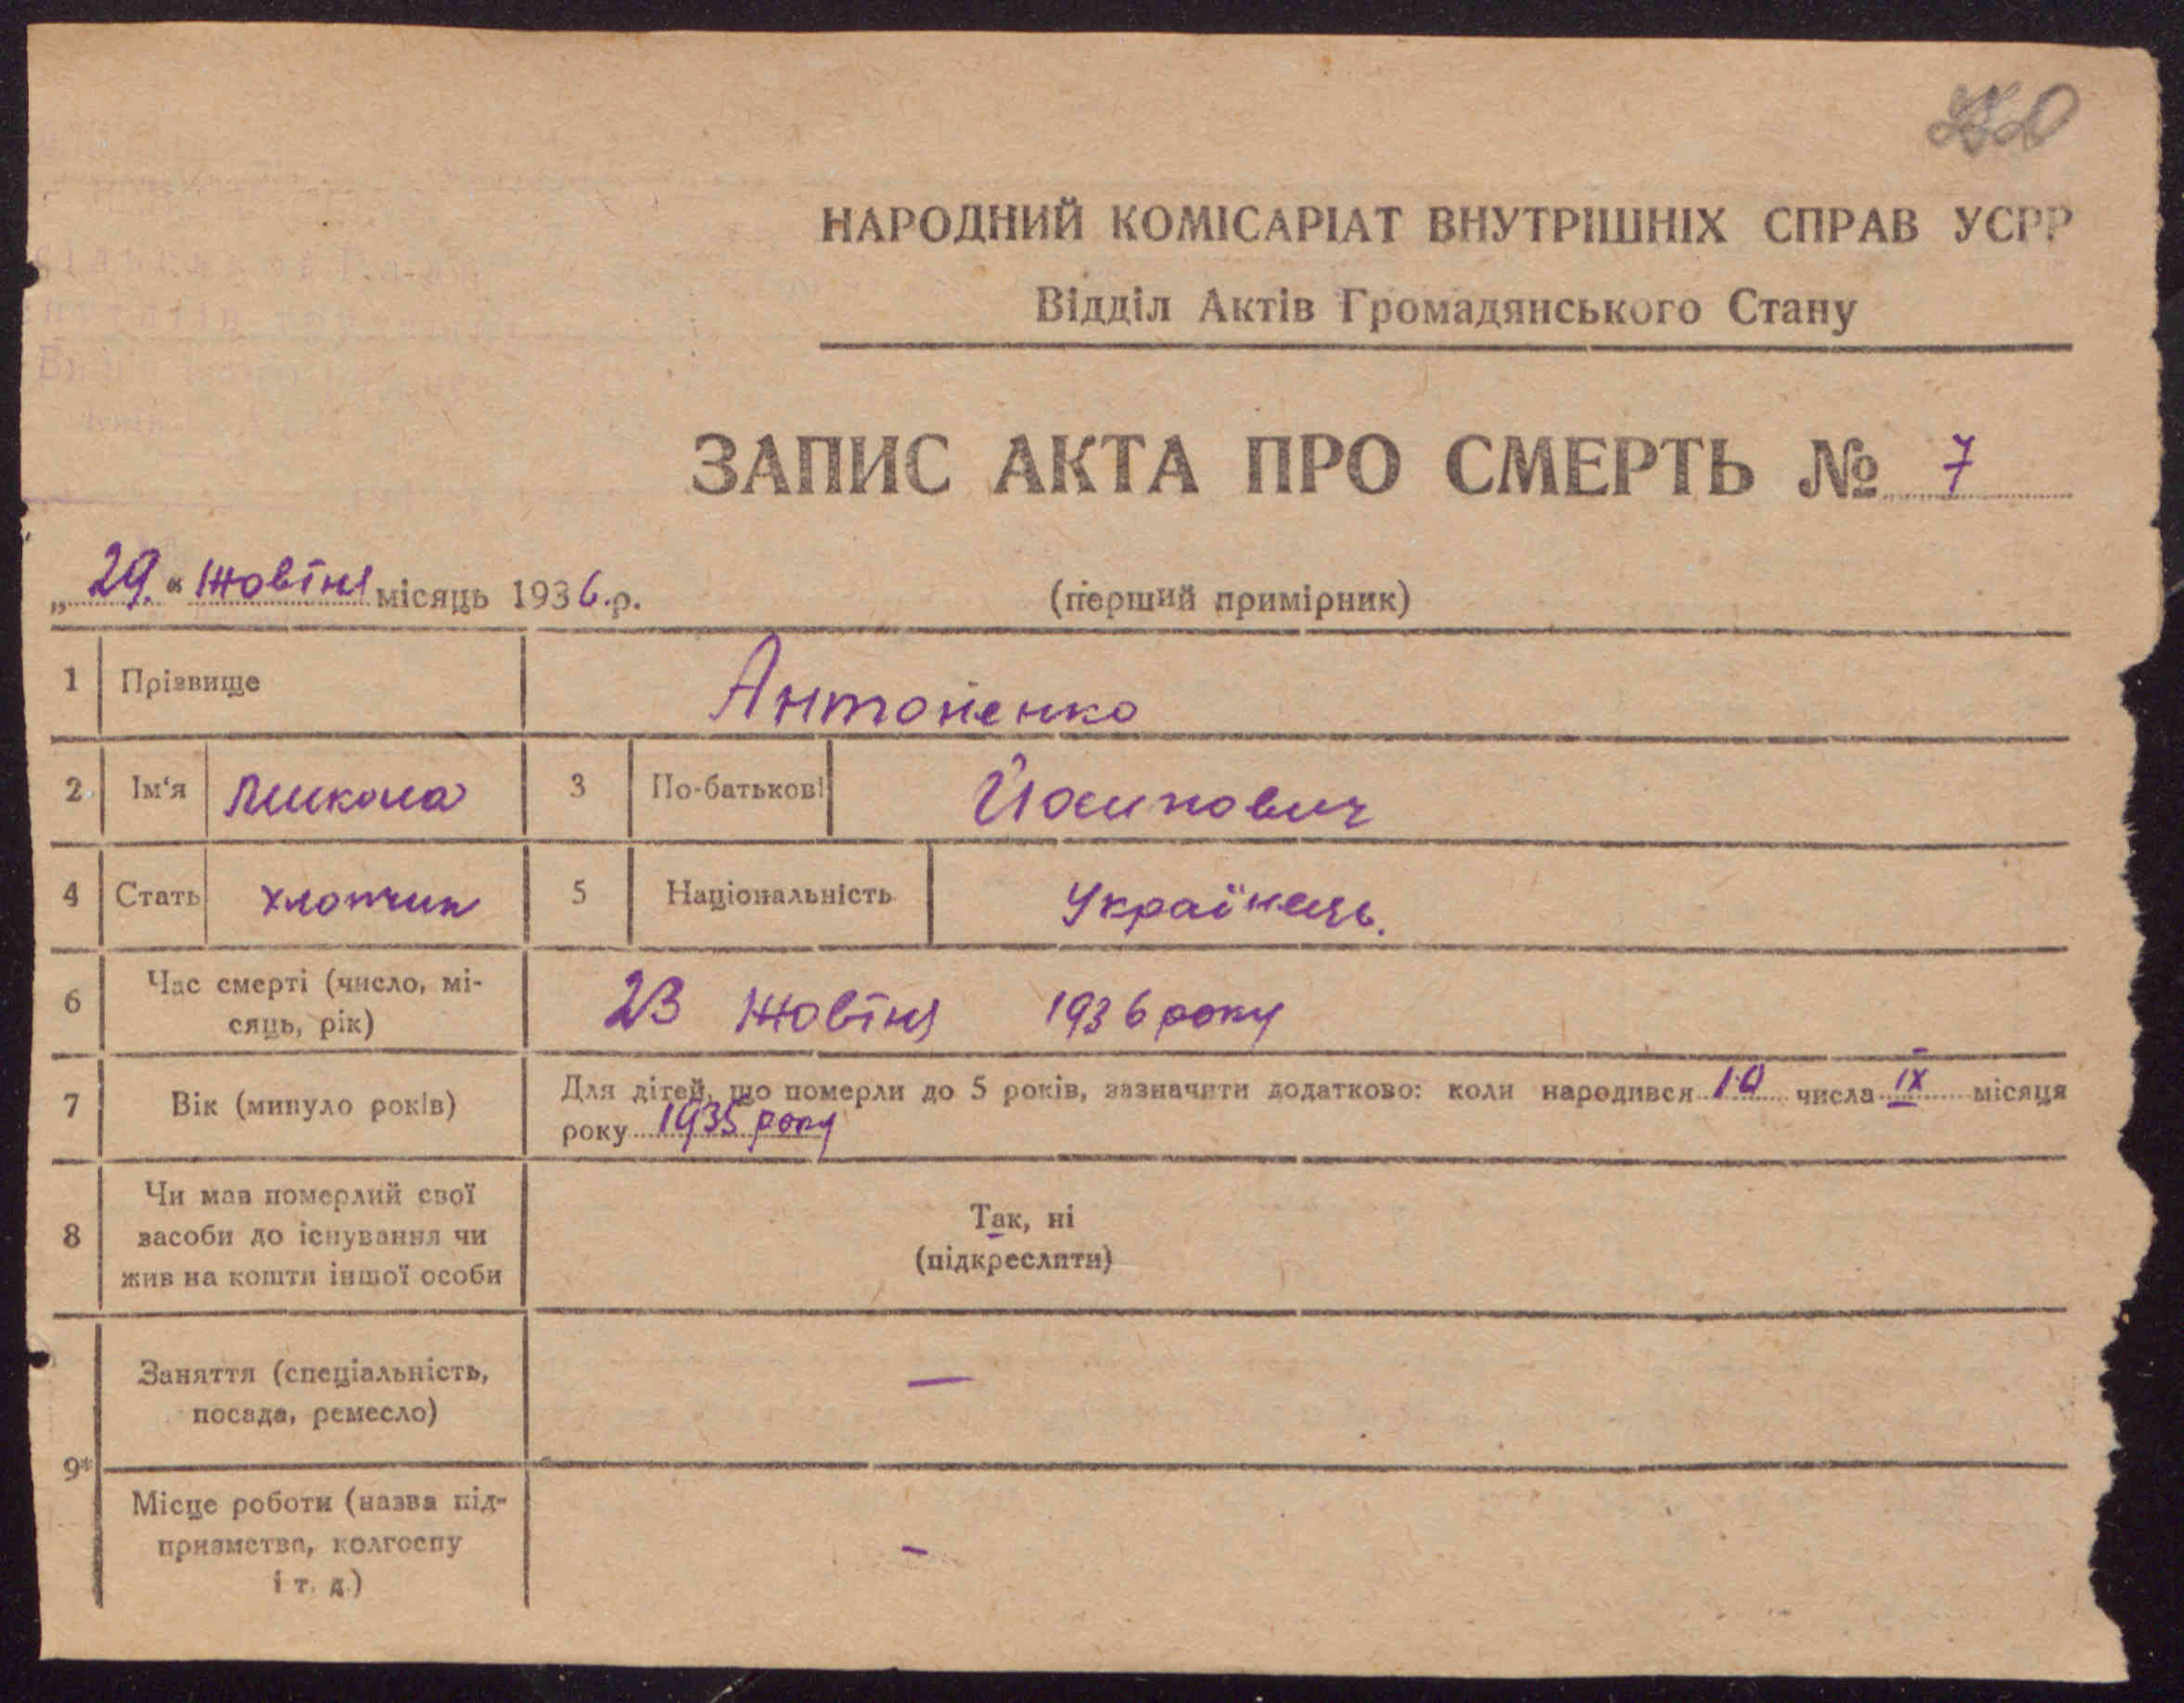 НАРОДНИЙ КОМІСАРІАТ ВНУТРІШНІХ СПРАВ УСРР
Відділ Актів Громадянського Стану
ЗАПИС АКТА ПРО СМЕРТЬ № 7
„29.“ Жовтня місяць 1936.р.
(перший примірник)
1 Прізвище Антоненко
2 Ім‘я Микола 3 По-батькові Йосипович
4 Стать хлопчик 5 Національність Українець.
6 Час смерті (число, мі-
сяць, рік) 23 Жовтня 1936 року
7 Вік (минуло років) Для дітей, що померли до 5 років, зазначити додатково: коли народився 10 числа IX місяця
року 1935 року
8 Чи мав померлий свої
засоби до існування чи
жив на кошти іншої особи
Так, ні
(підкреслити)
9* Заняття (спеціальність,
посада, ремесло) —
Місце роботи (назва під-
приємства, колгоспу
і т. д.) -